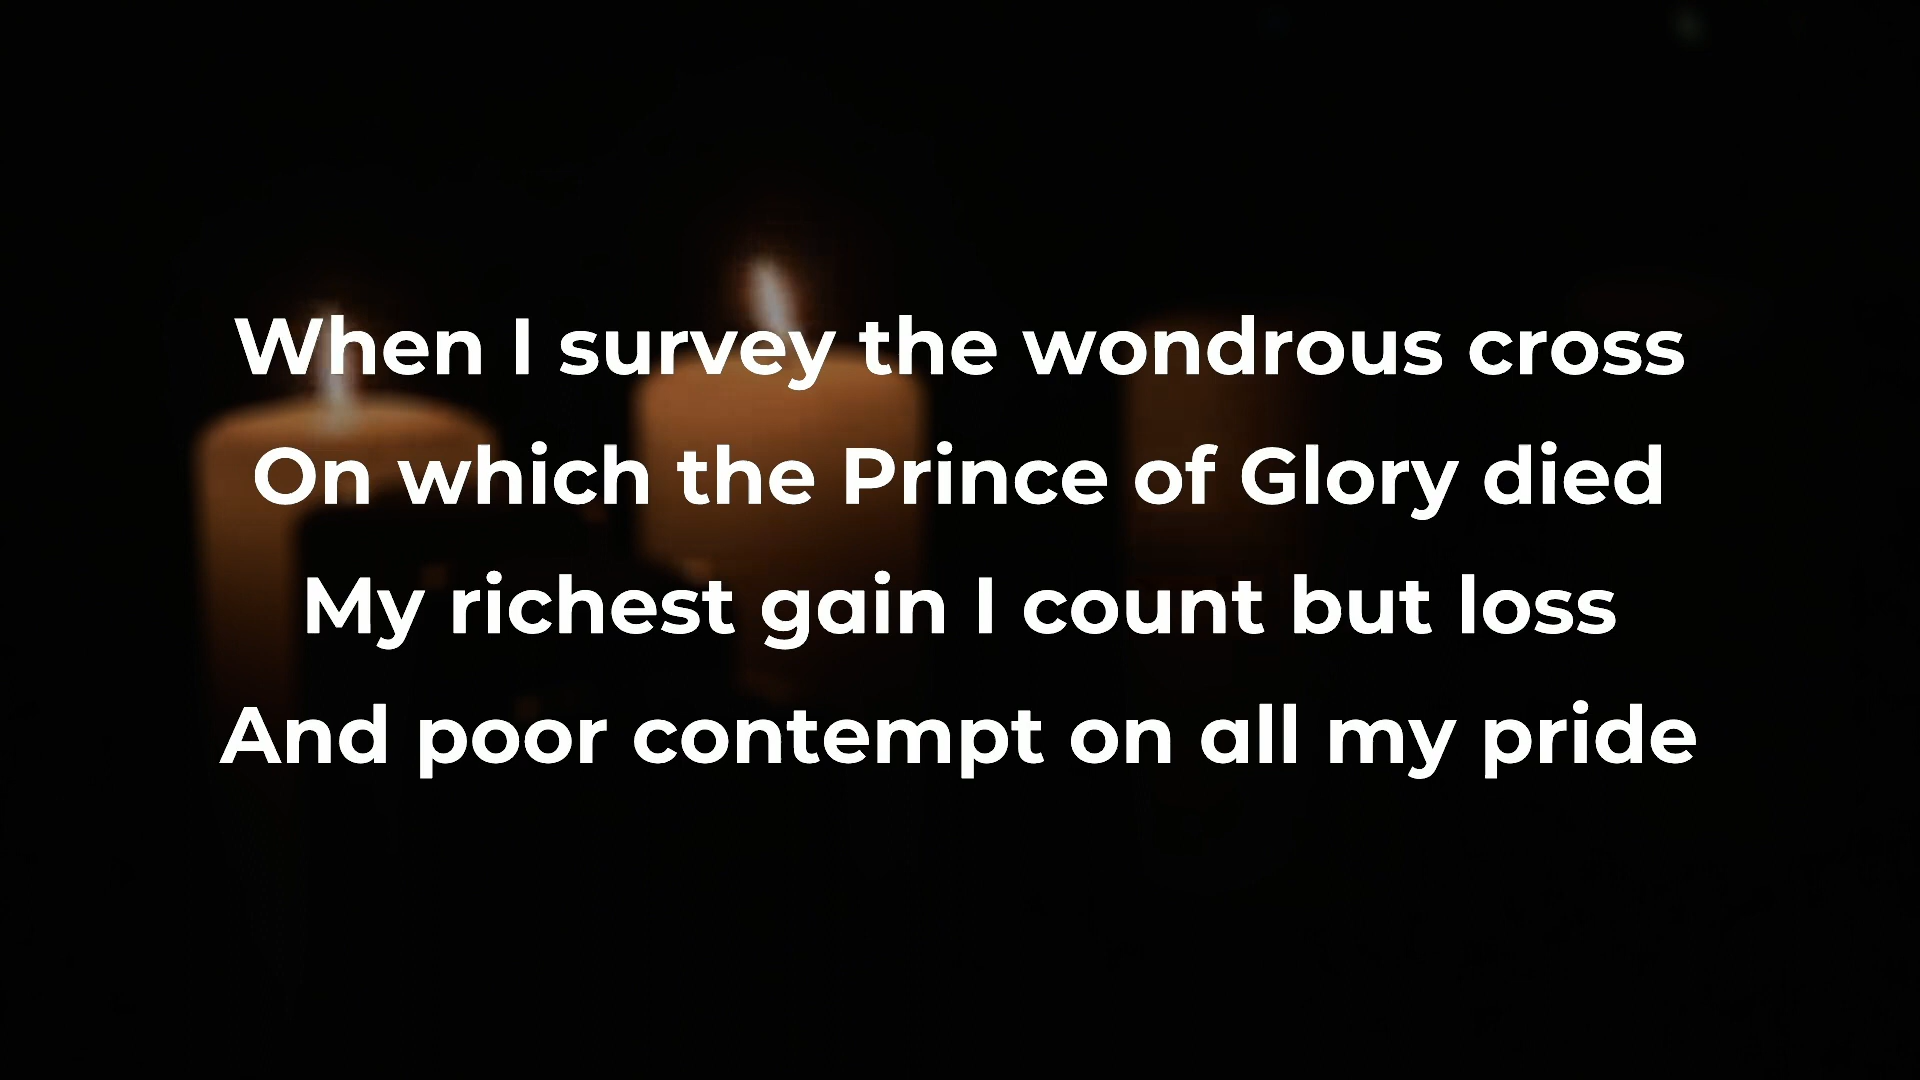 When I survey the wondrous cross
On which the Prince of Glory died
My richest gain I count but loss
And poor contempt on all my pride